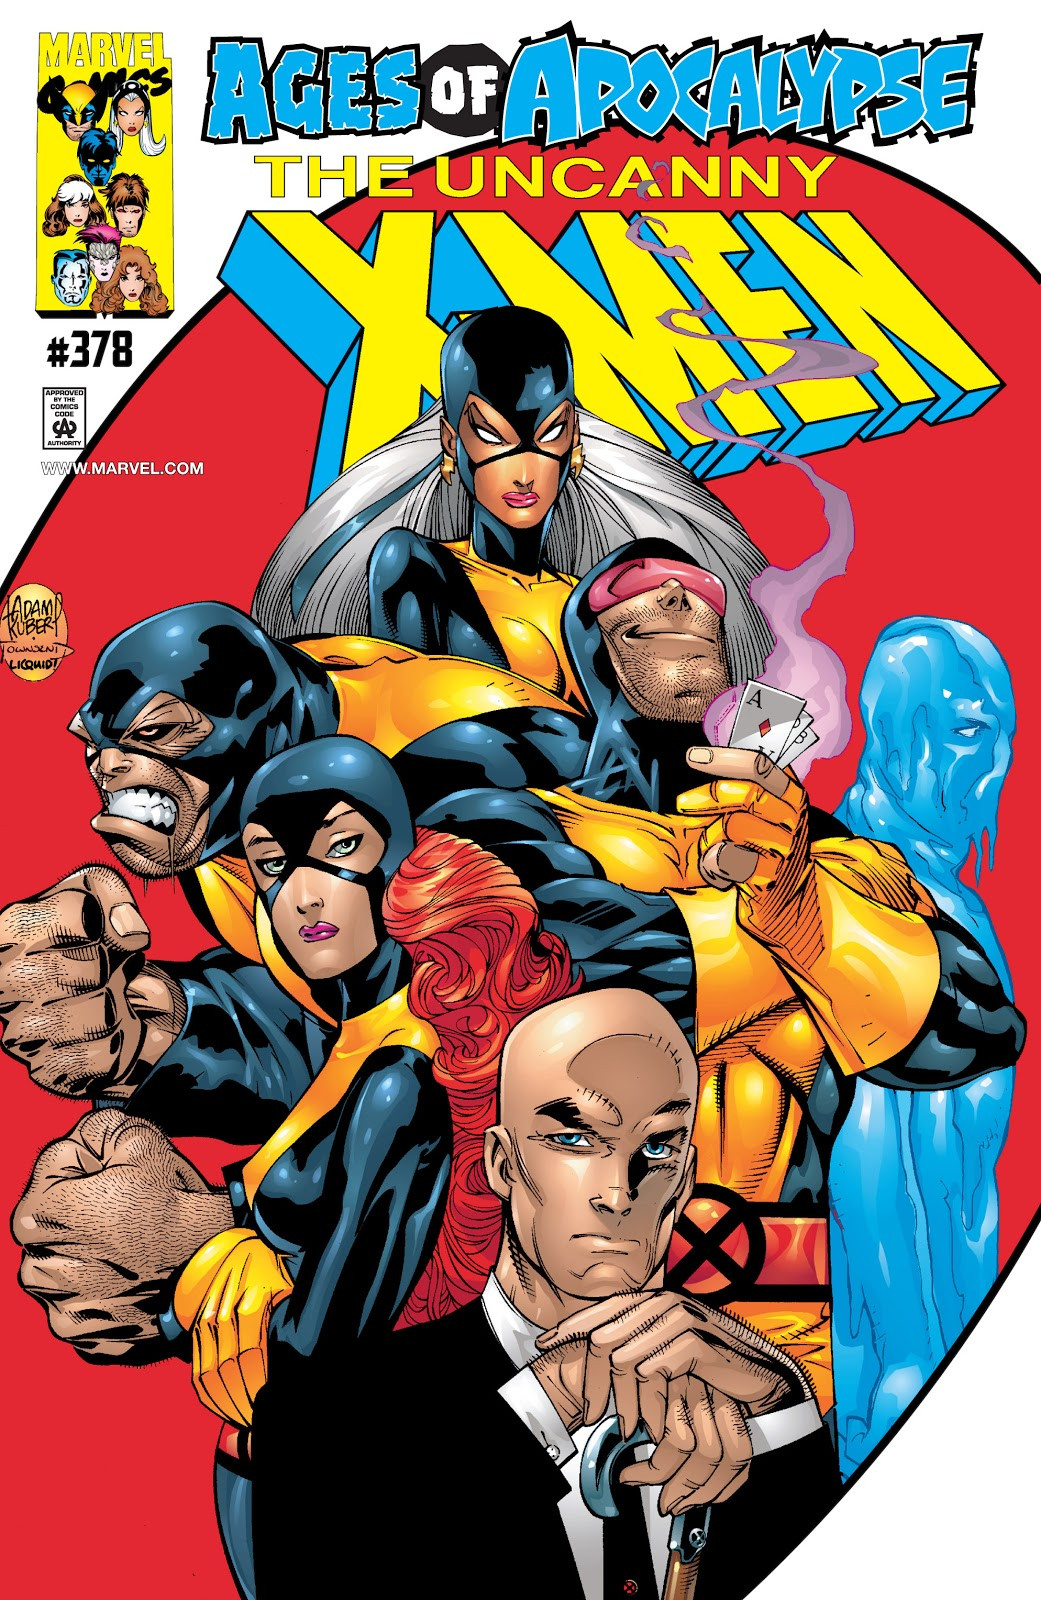 MARVEL
COMICS
#378
APPROVED
BY THE
COMICS
CODE
AUTHORITY
WWW.MARVEL.COM
AGES OF APOCALYPSE
THE UNCANNY
X-MEN
ADAM
KUBERT
TOWNSEND
LIQUID!
A